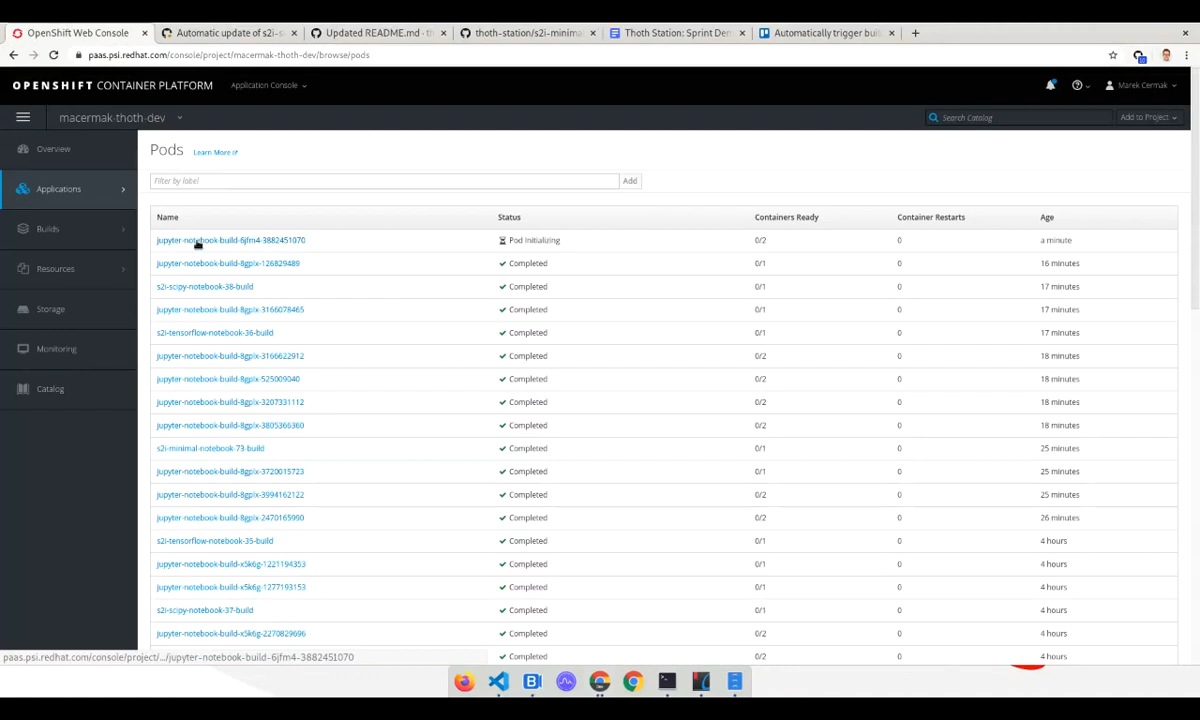 OpenShift Web Console
Automatic update of s2i-s
Updated README.md · th
thoth-station/s2i-minima
Thoth Station: Sprint Dem
Automatically trigger buil
paas.psi.redhat.com/console/project/macermak-thoth-dev/browse/pods
OPENSHIFT CONTAINER PLATFORM
Application Console
Marek Cermak
macermak-thoth-dev
Search Catalog
Add to Project
Overview
Applications
Builds
Resources
Storage
Monitoring
Catalog
Pods Learn More
Filter by label
Add
Name Status Containers Ready Container Restarts Age
jupyter-notebook-build-6jfm4-3882451070 Pod Initializing 0/2 0 a minute
jupyter-notebook-build-8gplx-126829489 Completed 0/1 0 16 minutes
s2i-scipy-notebook-38-build Completed 0/1 0 17 minutes
jupyter-notebook-build-8gplx-3166078465 Completed 0/1 0 17 minutes
s2i-tensorflow-notebook-36-build Completed 0/1 0 17 minutes
jupyter-notebook-build-8gplx-3166622912 Completed 0/2 0 18 minutes
jupyter-notebook-build-8gplx-525009040 Completed 0/2 0 18 minutes
jupyter-notebook-build-8gplx-3207331112 Completed 0/2 0 18 minutes
jupyter-notebook-build-8gplx-3805366360 Completed 0/2 0 18 minutes
s2i-minimal-notebook-73-build Completed 0/1 0 25 minutes
jupyter-notebook-build-8gplx-3720015723 Completed 0/1 0 25 minutes
jupyter-notebook-build-8gplx-3994162122 Completed 0/2 0 25 minutes
jupyter-notebook-build-8gplx-2470165990 Completed 0/2 0 26 minutes
s2i-tensorflow-notebook-35-build Completed 0/1 0 4 hours
jupyter-notebook-build-x5k6g-1221194353 Completed 0/1 0 4 hours
jupyter-notebook-build-x5k6g-1277193153 Completed 0/1 0 4 hours
s2i-scipy-notebook-37-build Completed 0/1 0 4 hours
jupyter-notebook-build-x5k6g-2270829696 Completed 0/2 0 4 hours
Completed 0/2 0 4 hours
paas.psi.redhat.com/console/project/.../jupyter-notebook-build-6jfm4-3882451070